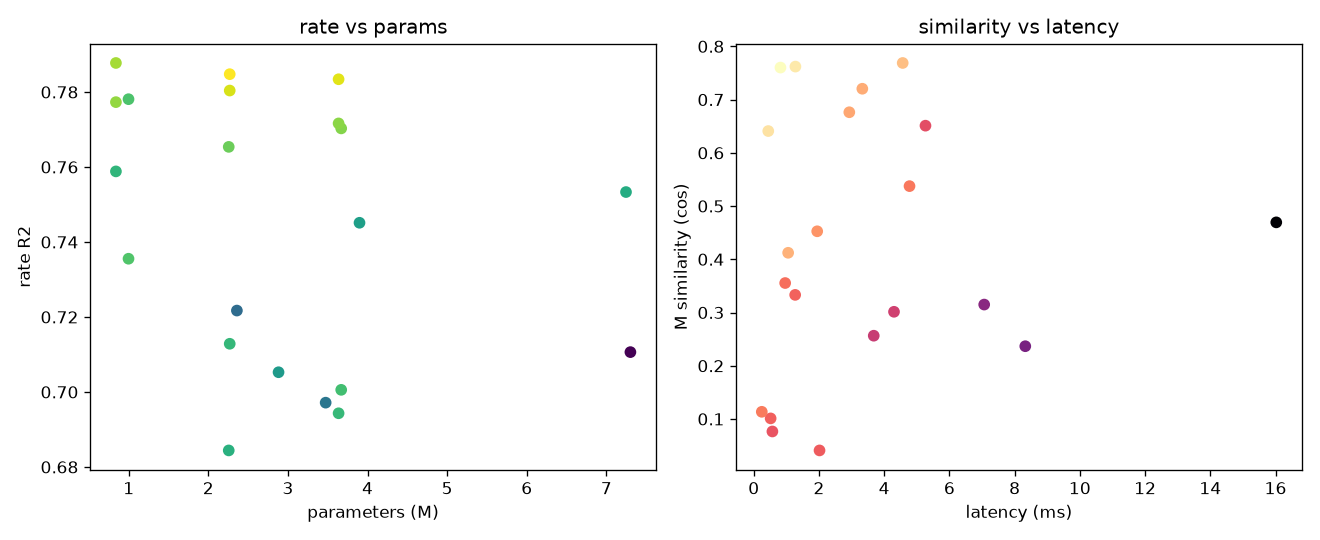 rate vs params
rate R2
0.78
0.76
0.74
0.72
0.70
0.68
1 2 3 4 5 6 7
parameters (M)
similarity vs latency
M similarity (cos)
0.8
0.7
0.6
0.5
0.4
0.3
0.2
0.1
0 2 4 6 8 10 12 14 16
latency (ms)